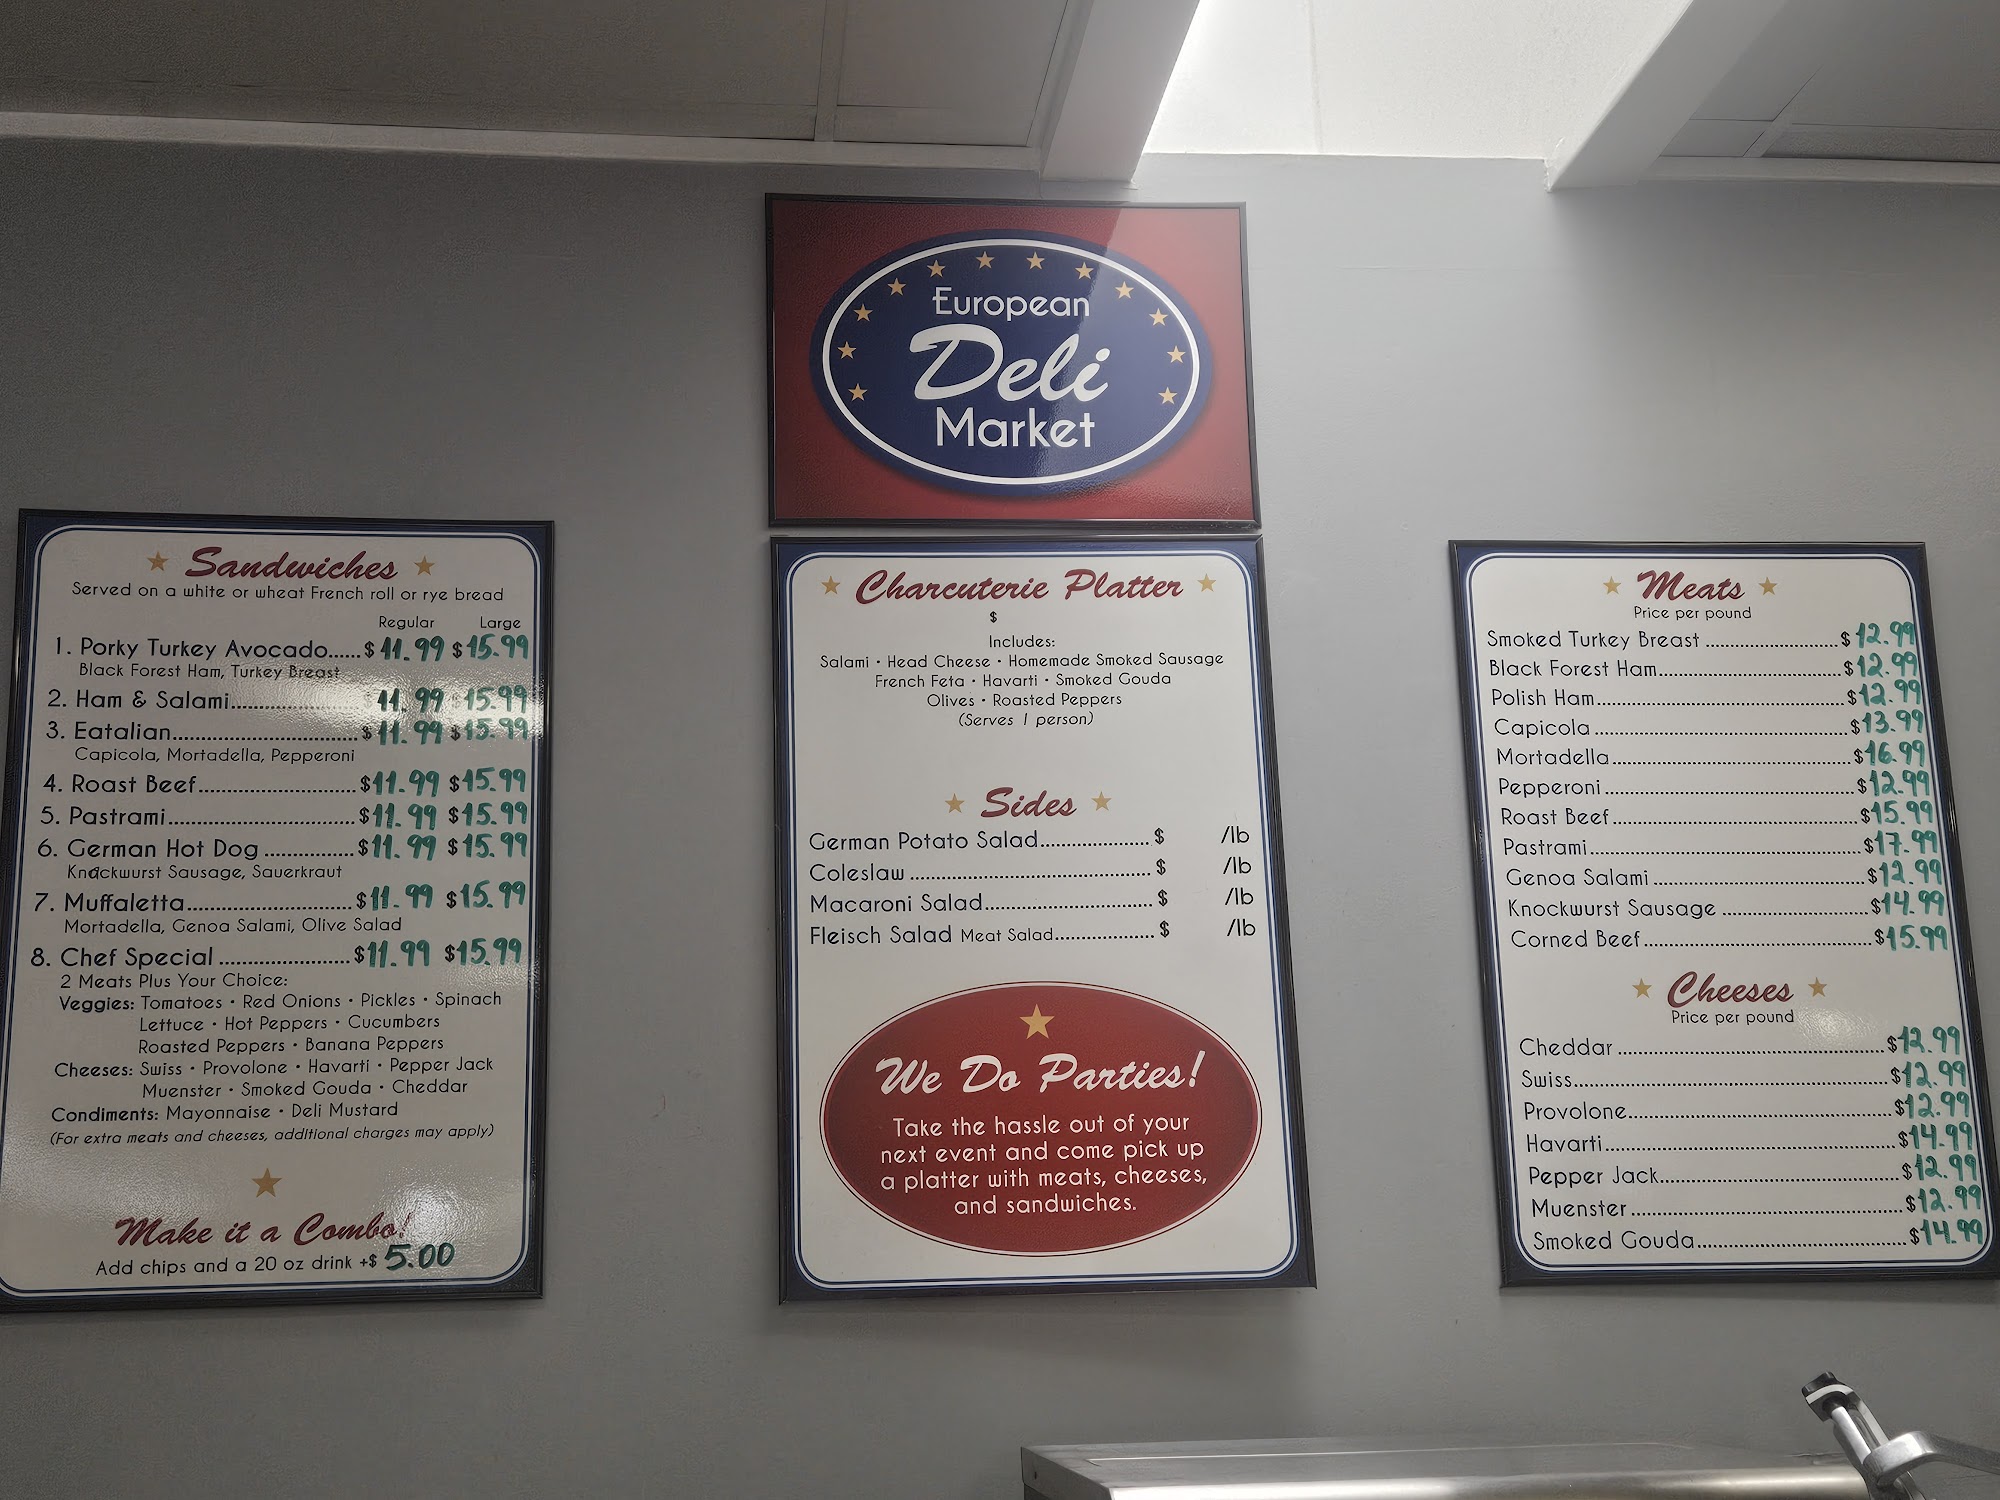 European
Deli
Market
Sandwiches
Served on a white or wheat French roll or rye bread
Regular Large
1. Porky Turkey Avocado......$ 11.99 $ 15.99
Black Forest Ham, Turkey Breast
2. Ham & Salami........................$ 11.99 $ 15.99
3. Eatalian...................................$ 11.99 $ 15.99
Capicola, Mortadella, Pepperoni
4. Roast Beef.............................$ 11.99 $ 15.99
5. Pastrami..................................$ 11.99 $ 15.99
6. German Hot Dog ................$ 11.99 $ 15.99
Knackwurst Sausage, Sauerkraut
7. Muffaletta..............................$ 11.99 $ 15.99
Mortadella, Genoa Salami, Olive Salad
8. Chef Special ........................$ 11.99 $ 15.99
2 Meats Plus Your Choice:
Veggies: Tomatoes • Red Onions • Pickles • Spinach
Lettuce • Hot Peppers • Cucumbers
Roasted Peppers • Banana Peppers
Cheeses: Swiss • Provolone • Havarti • Pepper Jack
Muenster • Smoked Gouda • Cheddar
Condiments: Mayonnaise • Deli Mustard
(For extra meats and cheeses, additional charges may apply)
Make it a Combo!
Add chips and a 20 oz drink +$ 5.00
Charcuterie Platter
$
Includes:
Salami • Head Cheese • Homemade Smoked Sausage
French Feta • Havarti • Smoked Gouda
Olives • Roasted Peppers
(Serves 1 person)
Sides
German Potato Salad.................... $ /lb
Coleslaw ............................................. $ /lb
Macaroni Salad............................... $ /lb
Fleisch Salad Meat Salad................... $ /lb
We Do Parties!
Take the hassle out of your
next event and come pick up
a platter with meats, cheeses,
and sandwiches.
Meats
Price per pound
Smoked Turkey Breast ......................$12.99
Black Forest Ham..............................$12.99
Polish Ham.........................................$12.99
Capicola ..........................................$13.99
Mortadella........................................$16.99
Pepperoni..........................................$12.99
Roast Beef.........................................$15.99
Pastrami.............................................$17.99
Genoa Salami ...................................$12.99
Knockwurst Sausage ........................$14.99
Corned Beef......................................$15.99
Cheeses
Price per pound
Cheddar .............................................$12.99
Swiss....................................................$12.99
Provolone...........................................$12.99
Havarti................................................$14.99
Pepper Jack.......................................$12.99
Muenster ............................................$12.99
Smoked Gouda..................................$14.99